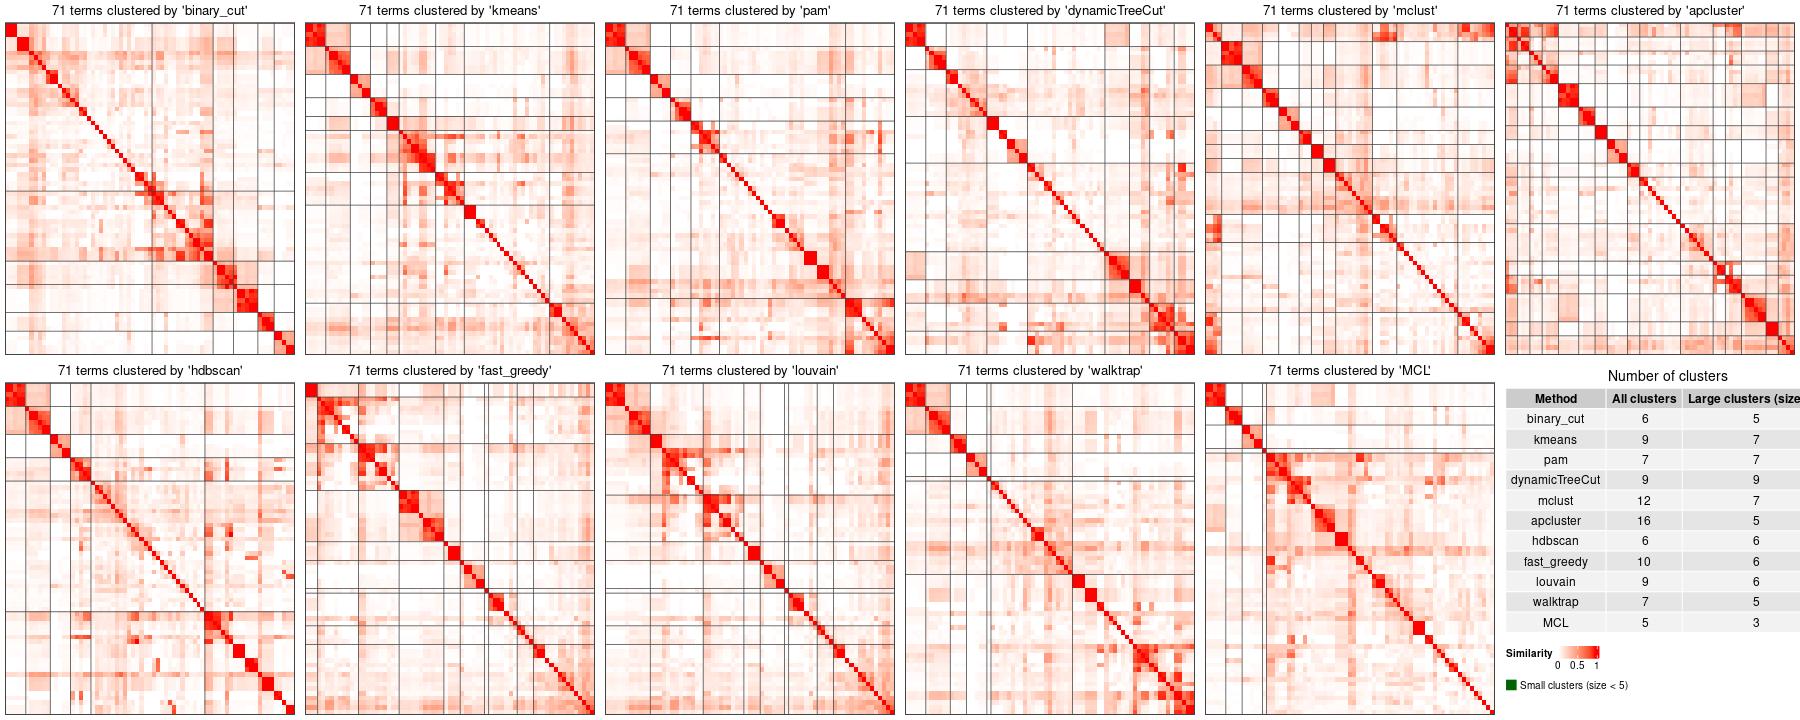 71 terms clustered by 'binary_cut'
71 terms clustered by 'kmeans'
71 terms clustered by 'pam'
71 terms clustered by 'dynamicTreeCut'
71 terms clustered by 'mclust'
71 terms clustered by 'apcluster'
71 terms clustered by 'hdbscan'
71 terms clustered by 'fast_greedy'
71 terms clustered by 'louvain'
71 terms clustered by 'walktrap'
71 terms clustered by 'MCL'
Number of clusters
Method All clusters Large clusters (size
binary_cut 6 5
kmeans 9 7
pam 7 7
dynamicTreeCut 9 9
mclust 12 7
apcluster 16 5
hdbscan 6 6
fast_greedy 10 6
louvain 9 6
walktrap 7 5
MCL 5 3
Similarity
0 0.5 1
Small clusters (size < 5)